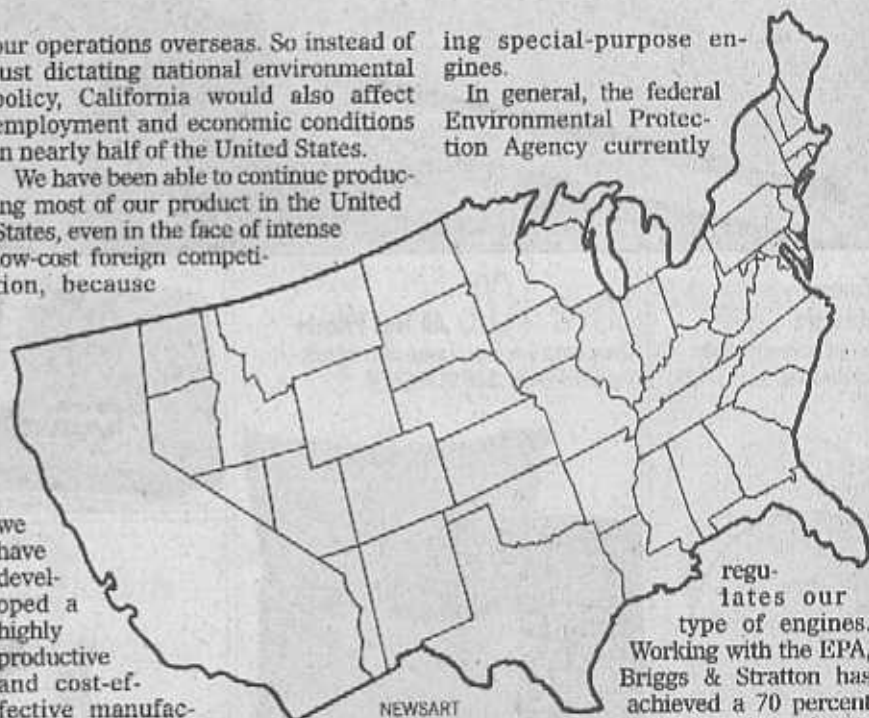 our operations overseas. So instead of
ust dictating national environmental
policy, California would also affect
employment and economic conditions
n nearly half of the United States.
We have been able to continue produc-
ng most of our product in the United
States, even in the face of intense
ow-cost foreign competi-
tion, because
we
have
devel-
oped a
highly
productive
and cost-ef-
fective manufac-
NEWSART
ing special-purpose en-
gines.
In general, the federal
Environmental Protec-
tion Agency currently
regu-
lates our
type of engines.
Working with the EPA,
Briggs & Stratton has
achieved a 70 percent